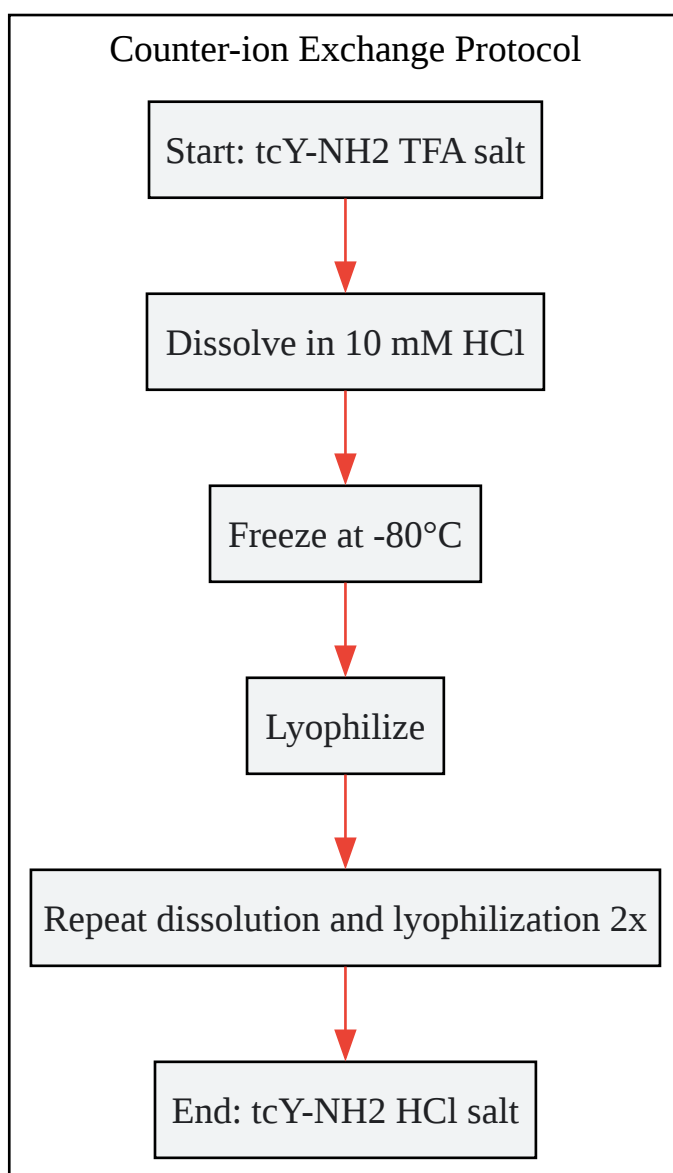 Counter-ion Exchange Protocol
Start: tcY-NH2 TFA salt
Dissolve in 10 mM HCl
Freeze at -80°C
Lyophilize
Repeat dissolution and lyophilization 2x
End: tcY-NH2 HCl salt